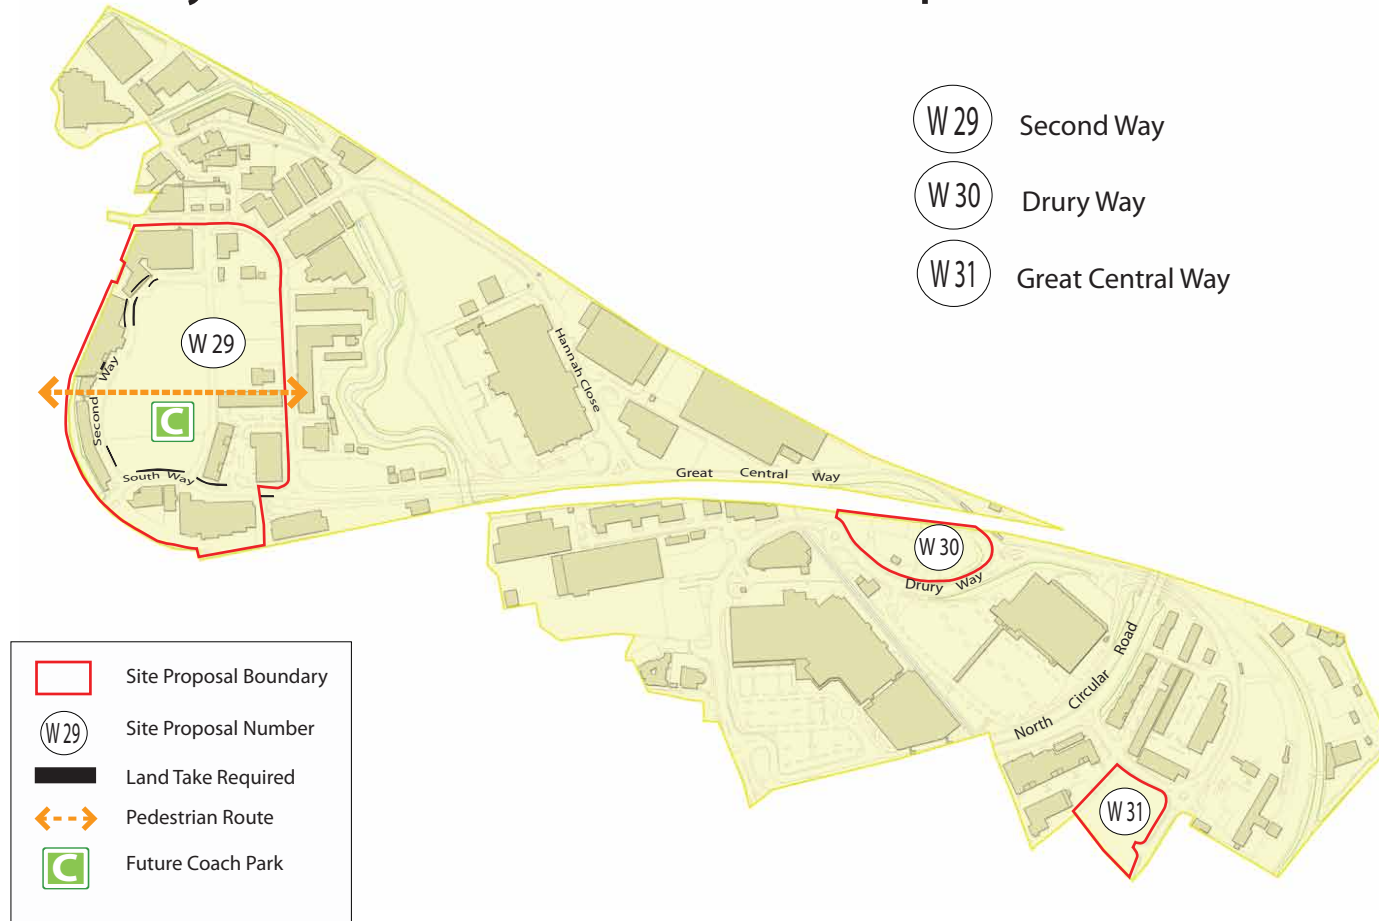 W 29 Second Way
W 30 Drury Way
W 31 Great Central Way
W 29
Hannah Close
Second Way
C
South Way
Great Central Way
W 30
Drury Way
North Circular Road
W 31
Site Proposal Boundary
W 29 Site Proposal Number
Land Take Required
Pedestrian Route
C Future Coach Park